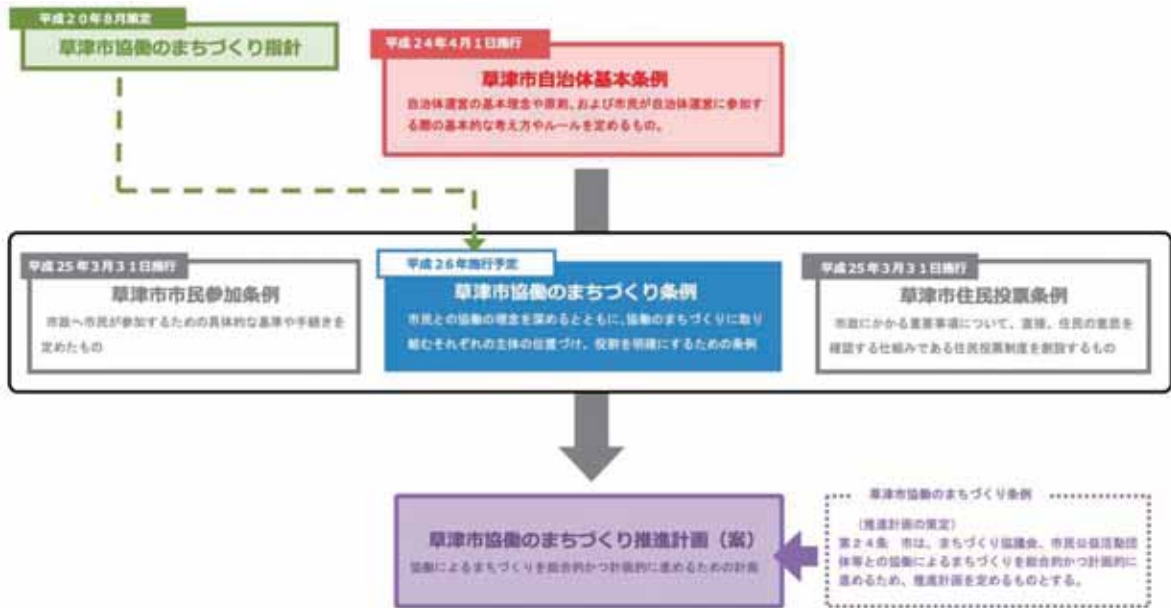 平成20年8月策定
草津市協働のまちづくり指針
平成24年4月1日施行
草津市自治体基本条例
自治体運営の基本理念や原則、および市民が自治体運営に参加す
る際の基本的な考え方やルールを定めるもの。
平成25年3月31日施行
草津市市民参加条例
市政へ市民が参加するための具体的な基準や手続きを
定めたもの
平成26年施行予定
草津市協働のまちづくり条例
市民との協働の理念を深めるとともに、協働のまちづくりに取り
組むそれぞれの主体の位置づけ、役割を明確にするための条例
平成25年3月31日施行
草津市住民投票条例
市政にかかる重要事項について、直接、住民の意思を
確認する仕組みである住民投票制度を創設するもの
草津市協働のまちづくり推進計画（案）
協働によるまちづくりを総合的かつ計画的に進めるための計画
草津市協働のまちづくり条例
（推進計画の策定）
第24条 市は、まちづくり協議会、市民公益活動団
体等との協働によるまちづくりを総合的かつ計画的に
進めるため、推進計画を定めるものとする。